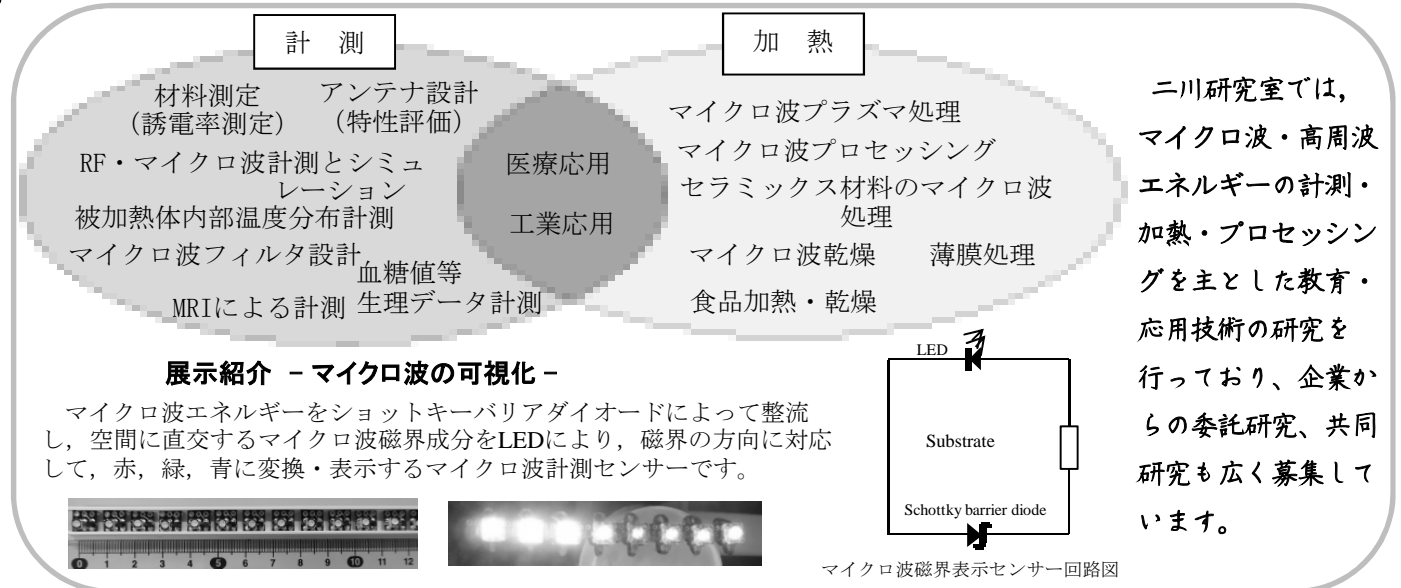 計 測
加 熱
材料測定
（誘電率測定）
アンテナ設計
（特性評価）
RF・マイクロ波計測とシミュ
レーション
被加熱体内部温度分布計測
マイクロ波フィルタ設計
血糖値等
生理データ計測
MRIによる計測
医療応用
工業応用
マイクロ波プラズマ処理
マイクロ波プロセッシング
セラミックス材料のマイクロ波
処理
マイクロ波乾燥 薄膜処理
食品加熱・乾燥
二川研究室では，
マイクロ波・高周波
エネルギーの計測・
加熱・プロセッシン
グを主とした教育・
応用技術の研究を
行っており、企業か
らの委託研究、共同
研究も広く募集して
います。
展示紹介 －マイクロ波の可視化－
マイクロ波エネルギーをショットキーバリアダイオードによって整流
し，空間に直交するマイクロ波磁界成分をLEDにより，磁界の方向に対応
して，赤，緑，青に変換・表示するマイクロ波計測センサーです。
0 1 2 3 4 5 6 7 8 9 10 11 12
LED
Substrate
Schottky barrier diode
マイクロ波磁界表示センサー回路図